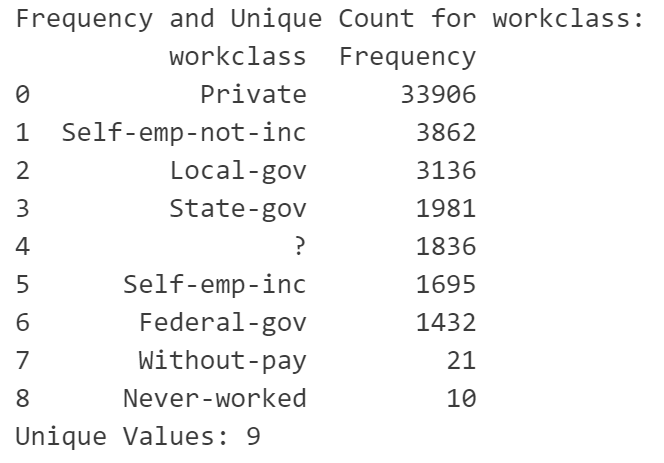 Frequency and Unique Count for workclass:
workclass Frequency
0 Private 33906
1 Self-emp-not-inc 3862
2 Local-gov 3136
3 State-gov 1981
4 ? 1836
5 Self-emp-inc 1695
6 Federal-gov 1432
7 Without-pay 21
8 Never-worked 10
Unique Values: 9